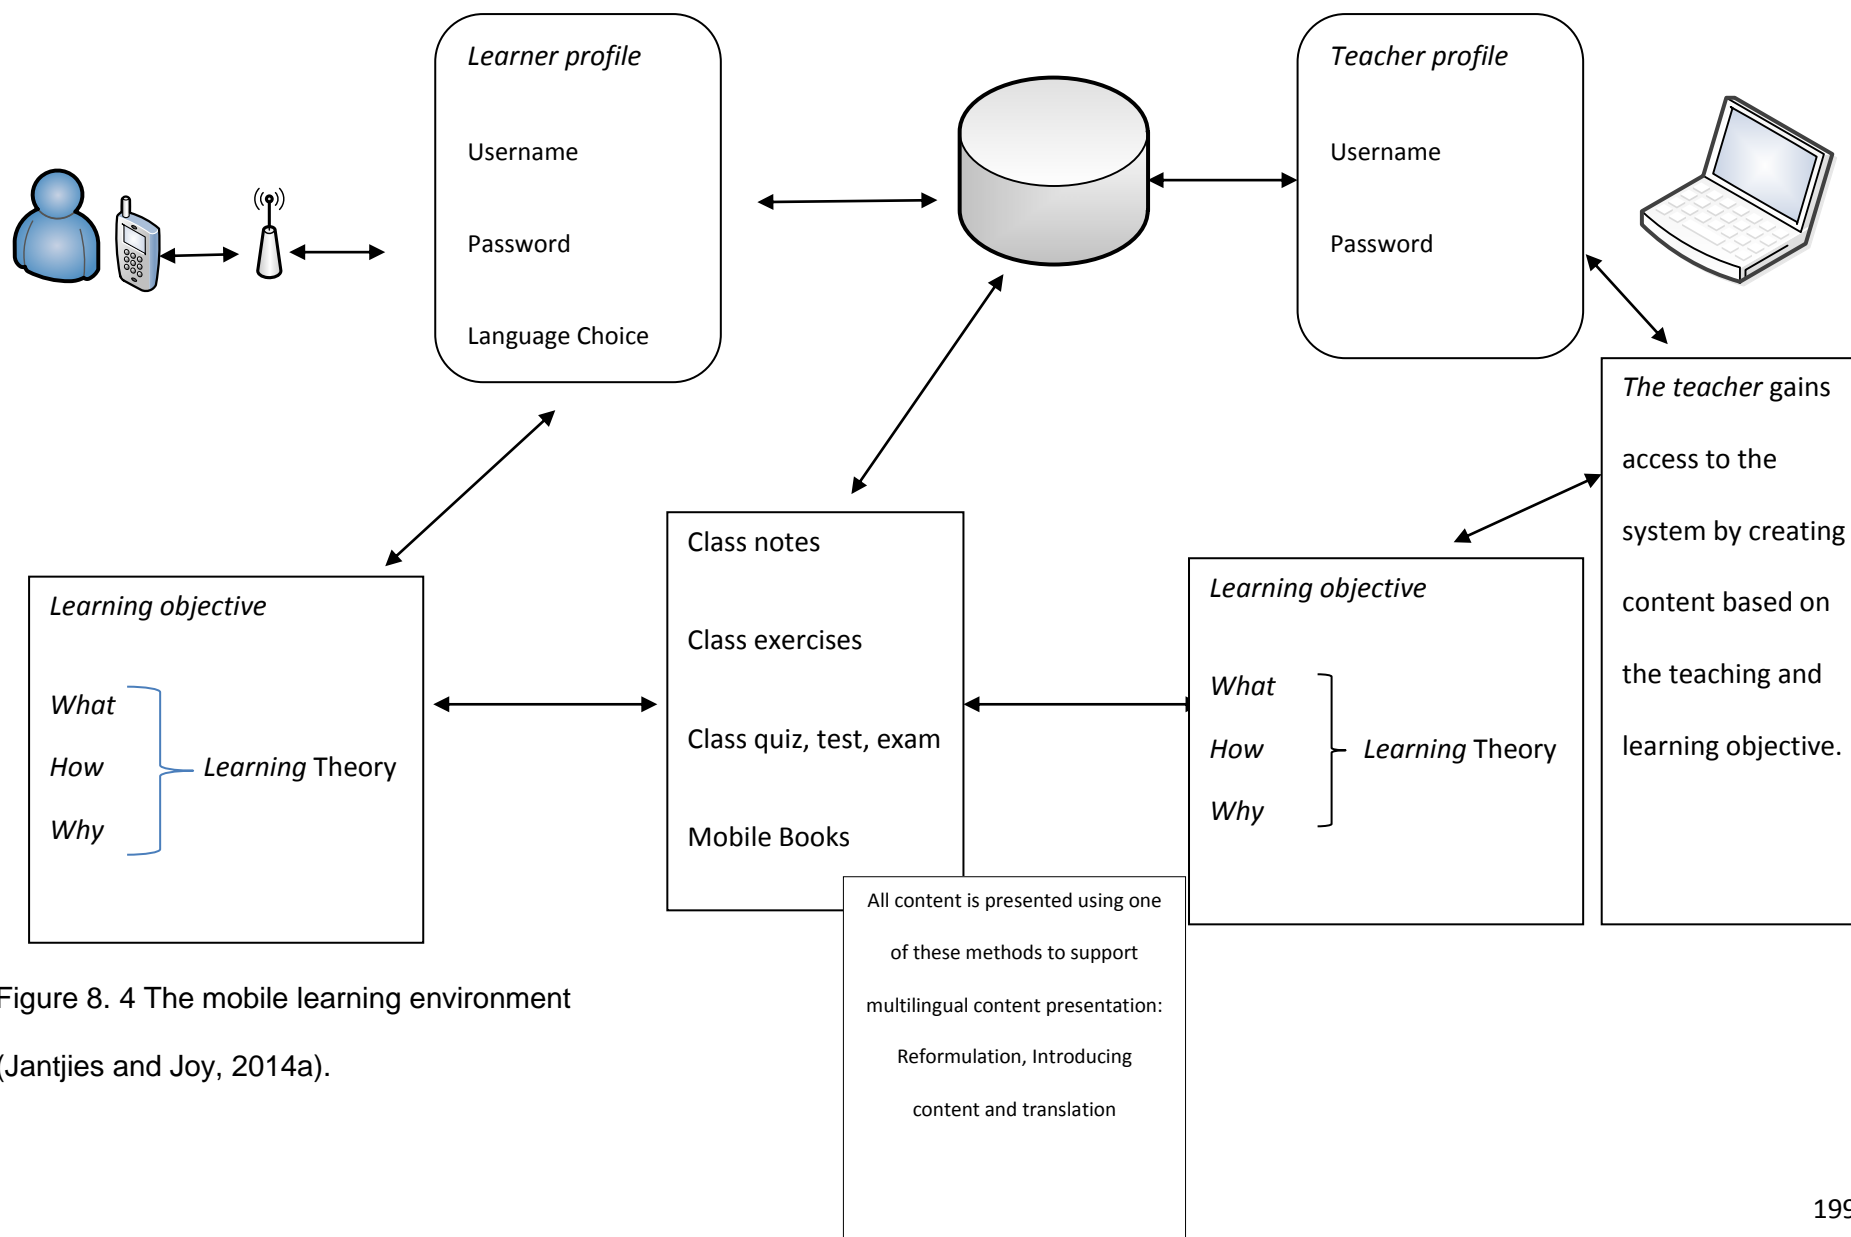 Learner profile
Username
Password
Language Choice
Teacher profile
Username
Password
The teacher gains
access to the
system by creating
content based on
the teaching and
learning objective.
Learning objective
What
How
Why
Learning Theory
Class notes
Class exercises
Class quiz, test, exam
Mobile Books
Learning objective
What
How
Why
Learning Theory
All content is presented using one
of these methods to support
multilingual content presentation:
Reformulation, Introducing
content and translation
Figure 8. 4 The mobile learning environment
(Jantjies and Joy, 2014a).
199